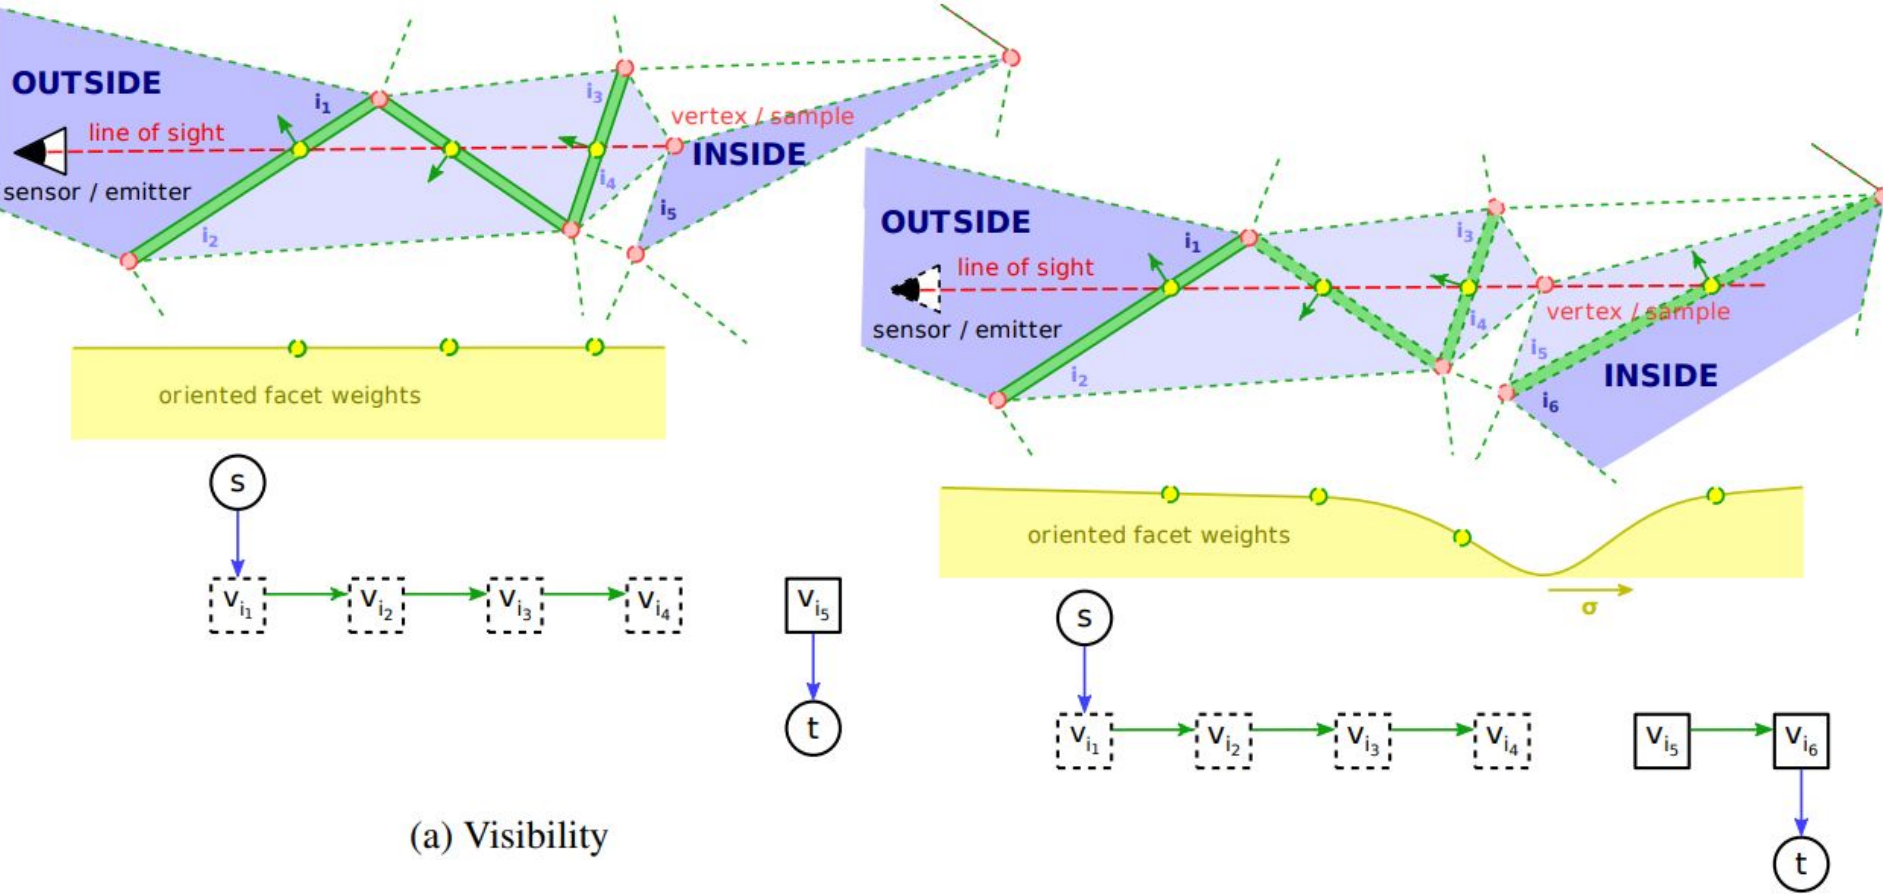 OUTSIDE
i1
i3
line of sight
vertex / sample
INSIDE
sensor / emitter
i4
i5
i2
oriented facet weights
s
vi1
vi2
vi3
vi4
vi5
t
(a) Visibility
OUTSIDE
i1
i3
line of sight
vertex / sample
sensor / emitter
i4
i5
i2
INSIDE
i6
oriented facet weights
σ
s
vi1
vi2
vi3
vi4
vi5
vi6
t